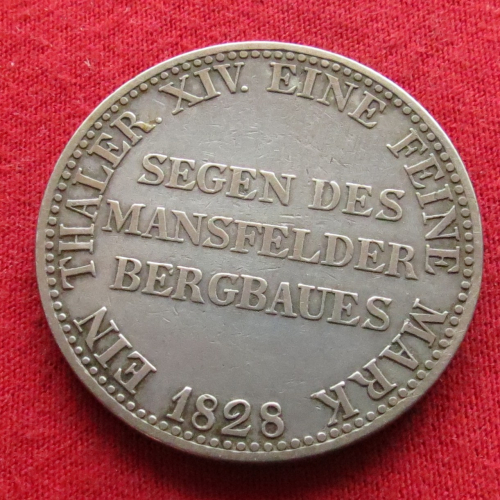 EIN THALER. XIV. EINE FEINE MARK
SEGEN DES
MANSFELDER
BERGBAUES
1828